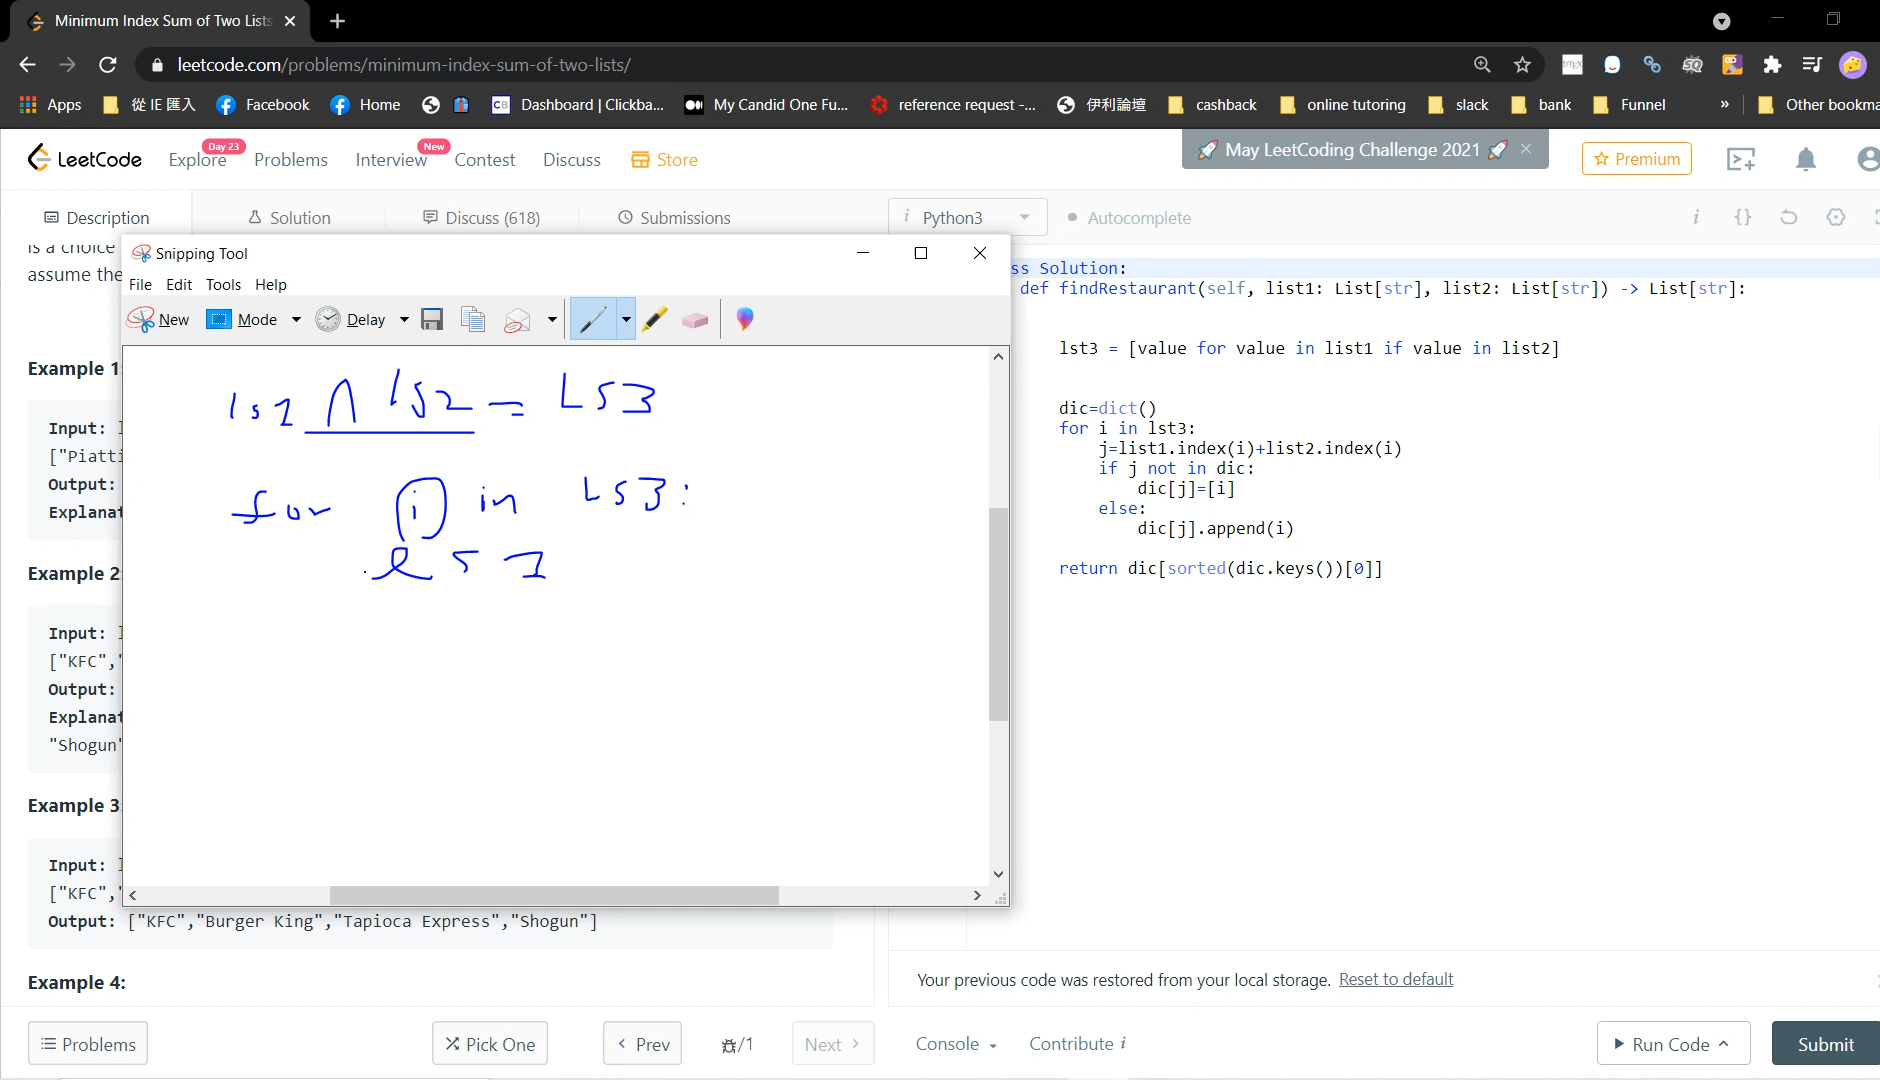 Minimum Index Sum of Two Lists
leetcode.com/problems/minimum-index-sum-of-two-lists/
Apps 從 IE 匯入 Facebook Home CB Dashboard | Clickba... My Candid One Fu... reference request -... 伊利論壇 cashback online tutoring slack bank Funnel » Other bookma
LeetCode Explore Day 23 Problems Interview New Contest Discuss Store May LeetCoding Challenge 2021 Premium
Description Solution Discuss (618) Submissions i Python3 Autocomplete
is a choice
assume the
Snipping Tool
File Edit Tools Help
New Mode Delay
ls1 ∩ ls2 = LS3
for i in LS3:
ls1
ss Solution:
def findRestaurant(self, list1: List[str], list2: List[str]) -> List[str]:
lst3 = [value for value in list1 if value in list2]
dic=dict()
for i in lst3:
j=list1.index(i)+list2.index(i)
if j not in dic:
dic[j]=[i]
else:
dic[j].append(i)
return dic[sorted(dic.keys())[0]]
Example 1:
Input: l
["Piatti
Output:
Explanat
Example 2:
Input: l
["KFC","
Output:
Explanat
"Shogun"
Example 3:
Input: l
["KFC","
Output: ["KFC","Burger King","Tapioca Express","Shogun"]
Example 4:
Your previous code was restored from your local storage. Reset to default
Problems Pick One Prev /1 Next Console Contribute i Run Code Submit